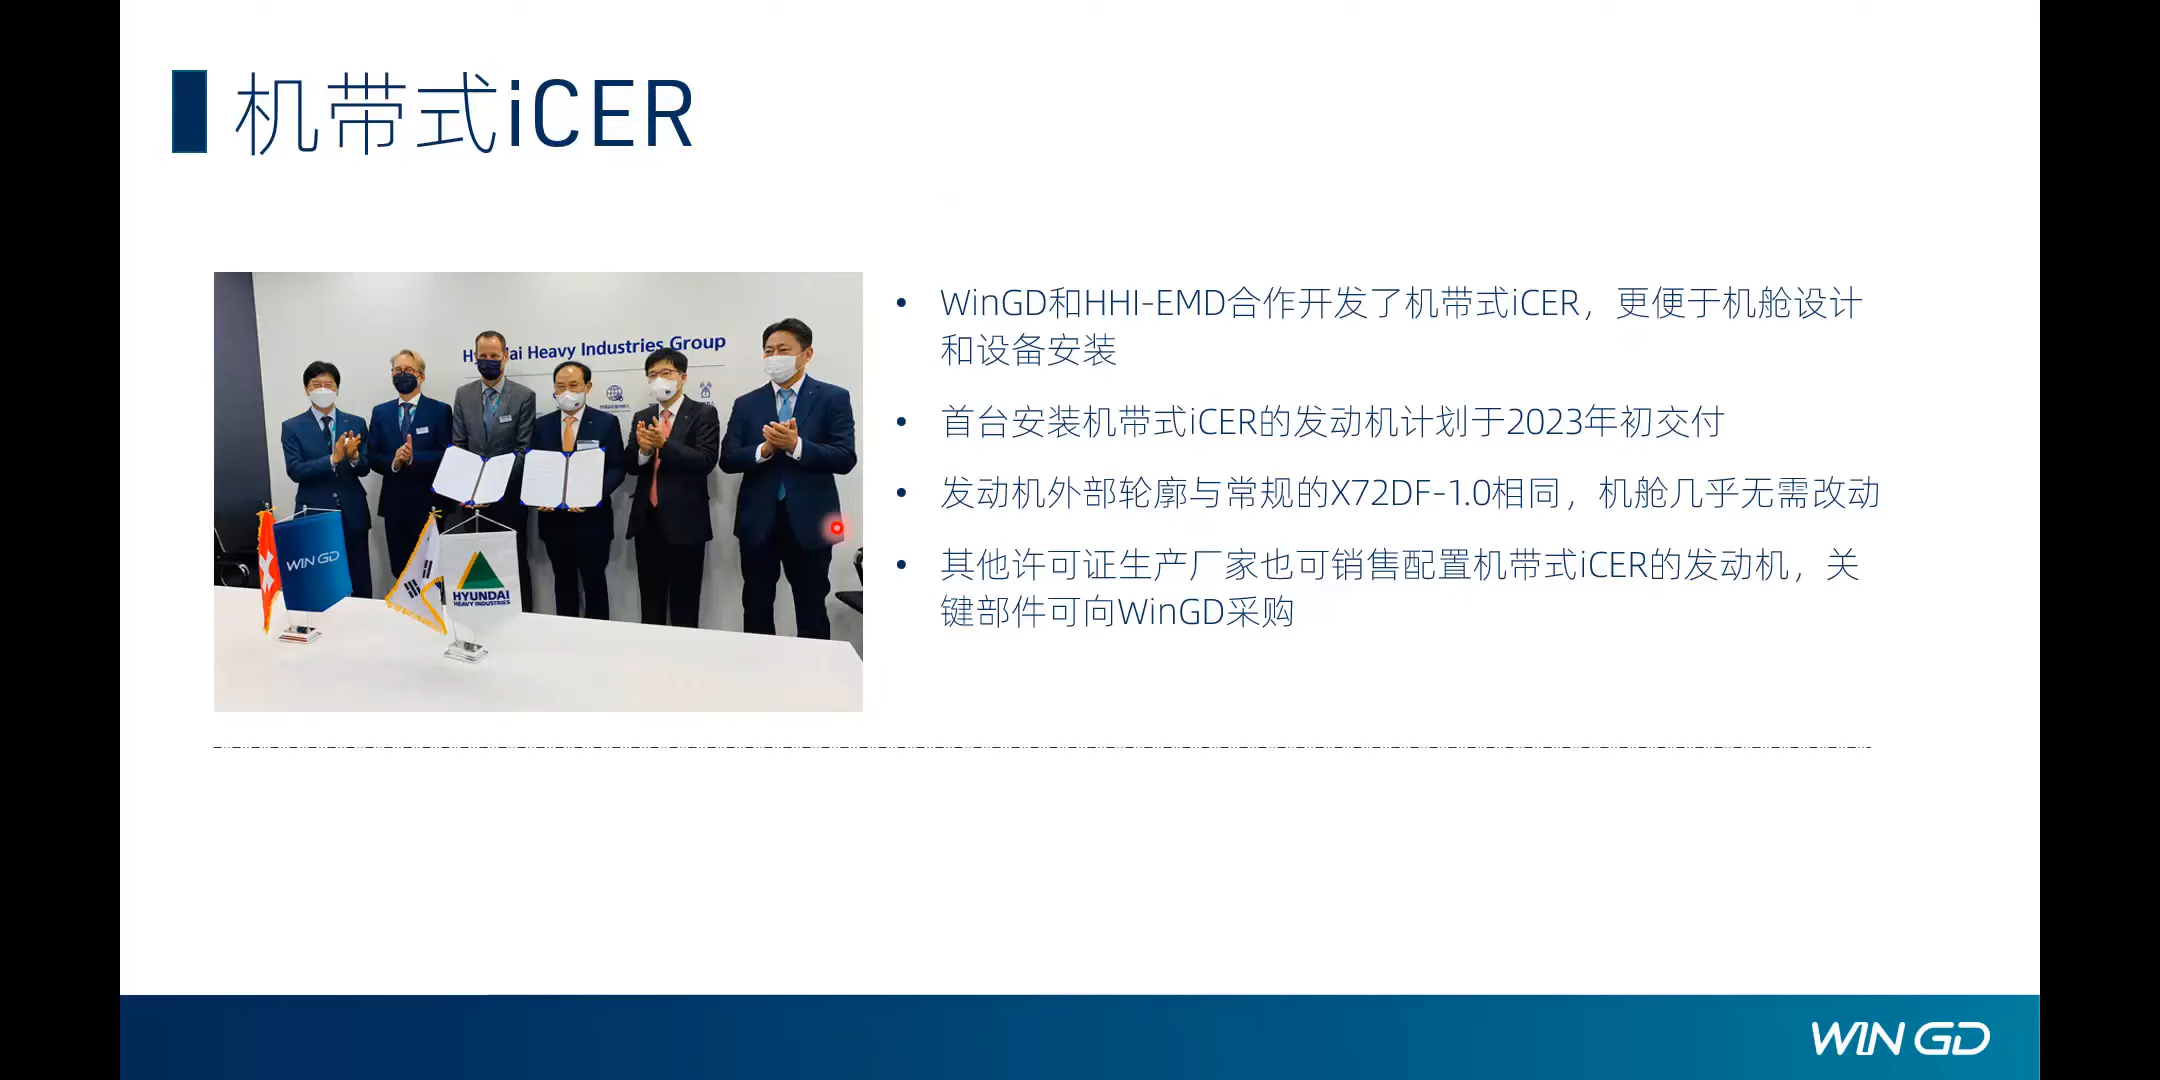 机带式iCER
Hyundai Heavy Industries Group
WIN GD
HYUNDAI
HEAVY INDUSTRIES
• WinGD和HHI-EMD合作开发了机带式iCER，更便于机舱设计
和设备安装
• 首台安装机带式iCER的发动机计划于2023年初交付
• 发动机外部轮廓与常规的X72DF-1.0相同，机舱几乎无需改动
• 其他许可证生产厂家也可销售配置机带式iCER的发动机，关
键部件可向WinGD采购
WIN GD